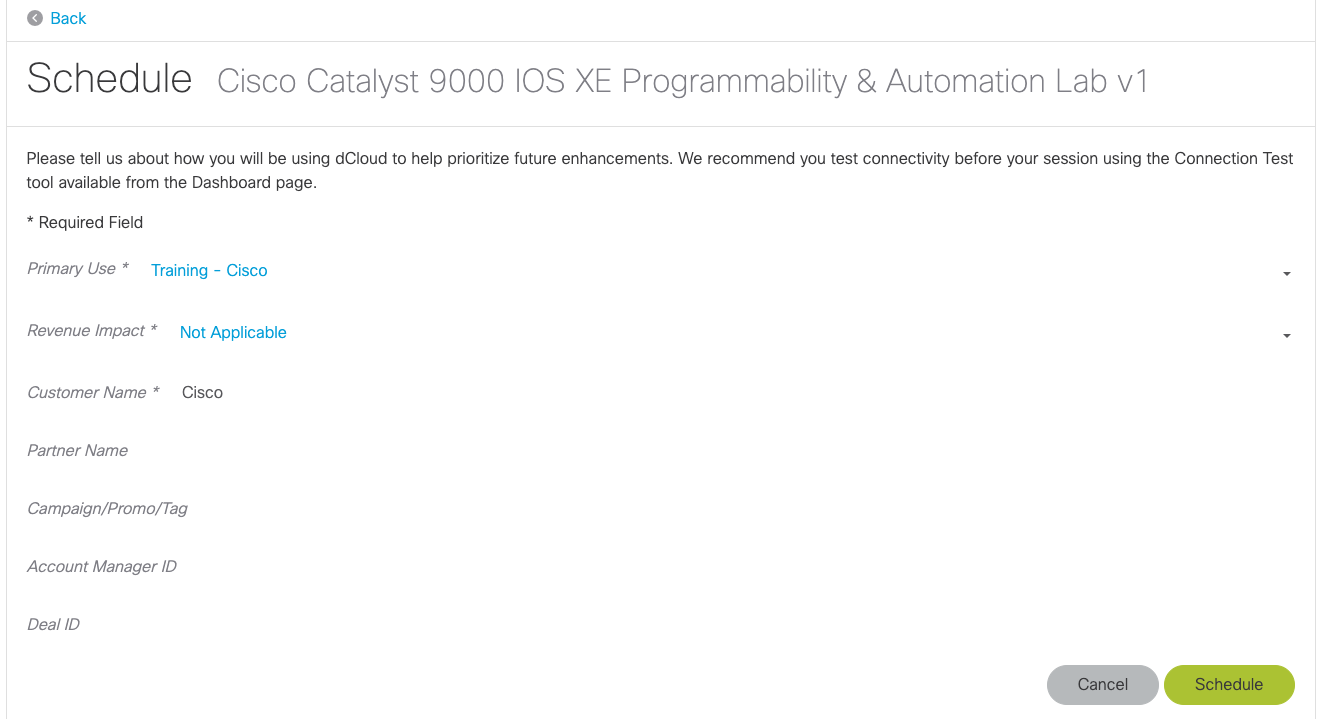 Back
Schedule Cisco Catalyst 9000 IOS XE Programmability & Automation Lab v1
Please tell us about how you will be using dCloud to help prioritize future enhancements. We recommend you test connectivity before your session using the Connection Test
tool available from the Dashboard page.
* Required Field
Primary Use * Training - Cisco
Revenue Impact * Not Applicable
Customer Name * Cisco
Partner Name
Campaign/Promo/Tag
Account Manager ID
Deal ID
Cancel Schedule